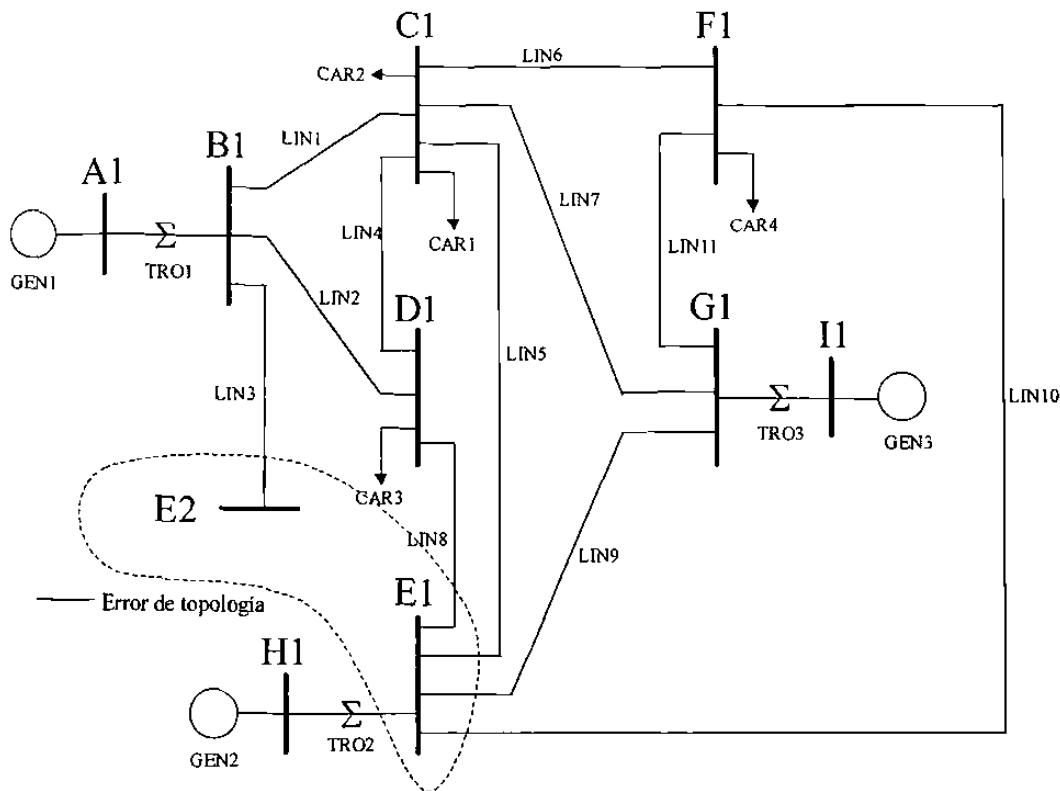 C1
F1
LIN6
CAR2
LIN1
B1
A1
LIN7
LIN4
CAR1
CAR4
LIN11
GEN1
TRO1
LIN2
D1
G1
I1
LIN5
LIN3
LIN10
TRO3
GEN3
E2
CAR3
LIN8
LIN9
E1
Error de topología
H1
GEN2
TRO2